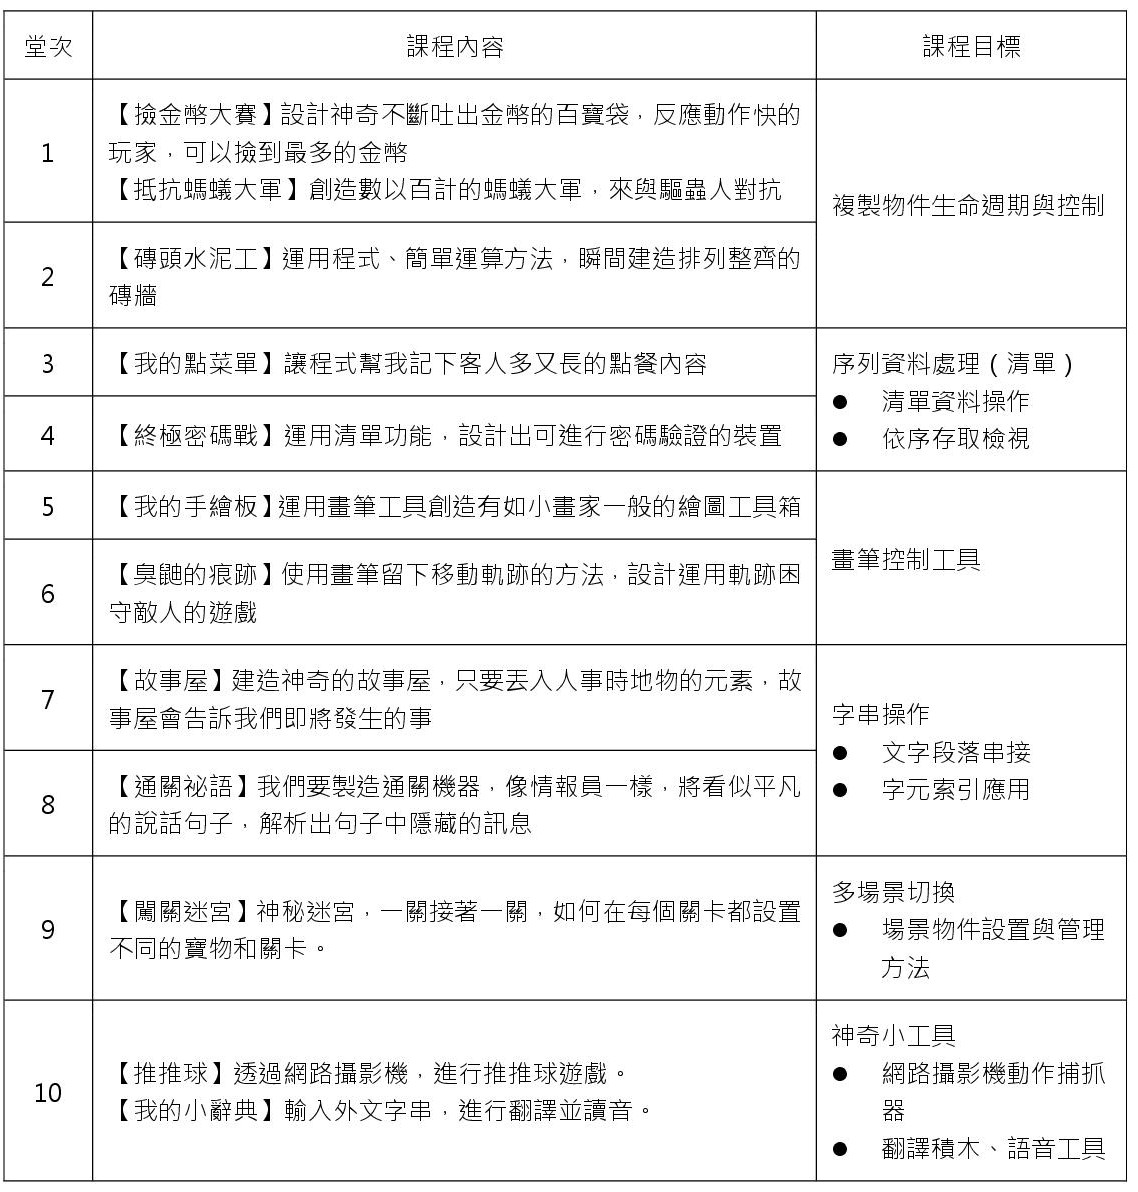 堂次
課程內容
課程目標
1
【撿金幣大賽】設計神奇不斷吐出金幣的百寶袋，反應動作快的
玩家，可以撿到最多的金幣
【抵抗螞蟻大軍】創造數以百計的螞蟻大軍，來與驅蟲人對抗
複製物件生命週期與控制
2
【磚頭水泥工】運用程式、簡單運算方法，瞬間建造排列整齊的
磚牆
3
【我的點菜單】讓程式幫我記下客人多又長的點餐內容
序列資料處理（清單）
● 清單資料操作
● 依序存取檢視
4
【終極密碼戰】運用清單功能，設計出可進行密碼驗證的裝置
5
【我的手繪板】運用畫筆工具創造有如小畫家一般的繪圖工具箱
畫筆控制工具
6
【臭鼬的痕跡】使用畫筆留下移動軌跡的方法，設計運用軌跡困
守敵人的遊戲
7
【故事屋】建造神奇的故事屋，只要丟入人事時地物的元素，故
事屋會告訴我們即將發生的事
字串操作
● 文字段落串接
● 字元索引應用
8
【通關祕語】我們要製造通關機器，像情報員一樣，將看似平凡
的說話句子，解析出句子中隱藏的訊息
9
【闖關迷宮】神秘迷宮，一關接著一關，如何在每個關卡都設置
不同的寶物和關卡。
多場景切換
● 場景物件設置與管理
方法
10
【推推球】透過網路攝影機，進行推推球遊戲。
【我的小辭典】輸入外文字串，進行翻譯並讀音。
神奇小工具
● 網路攝影機動作捕抓
器
● 翻譯積木、語音工具